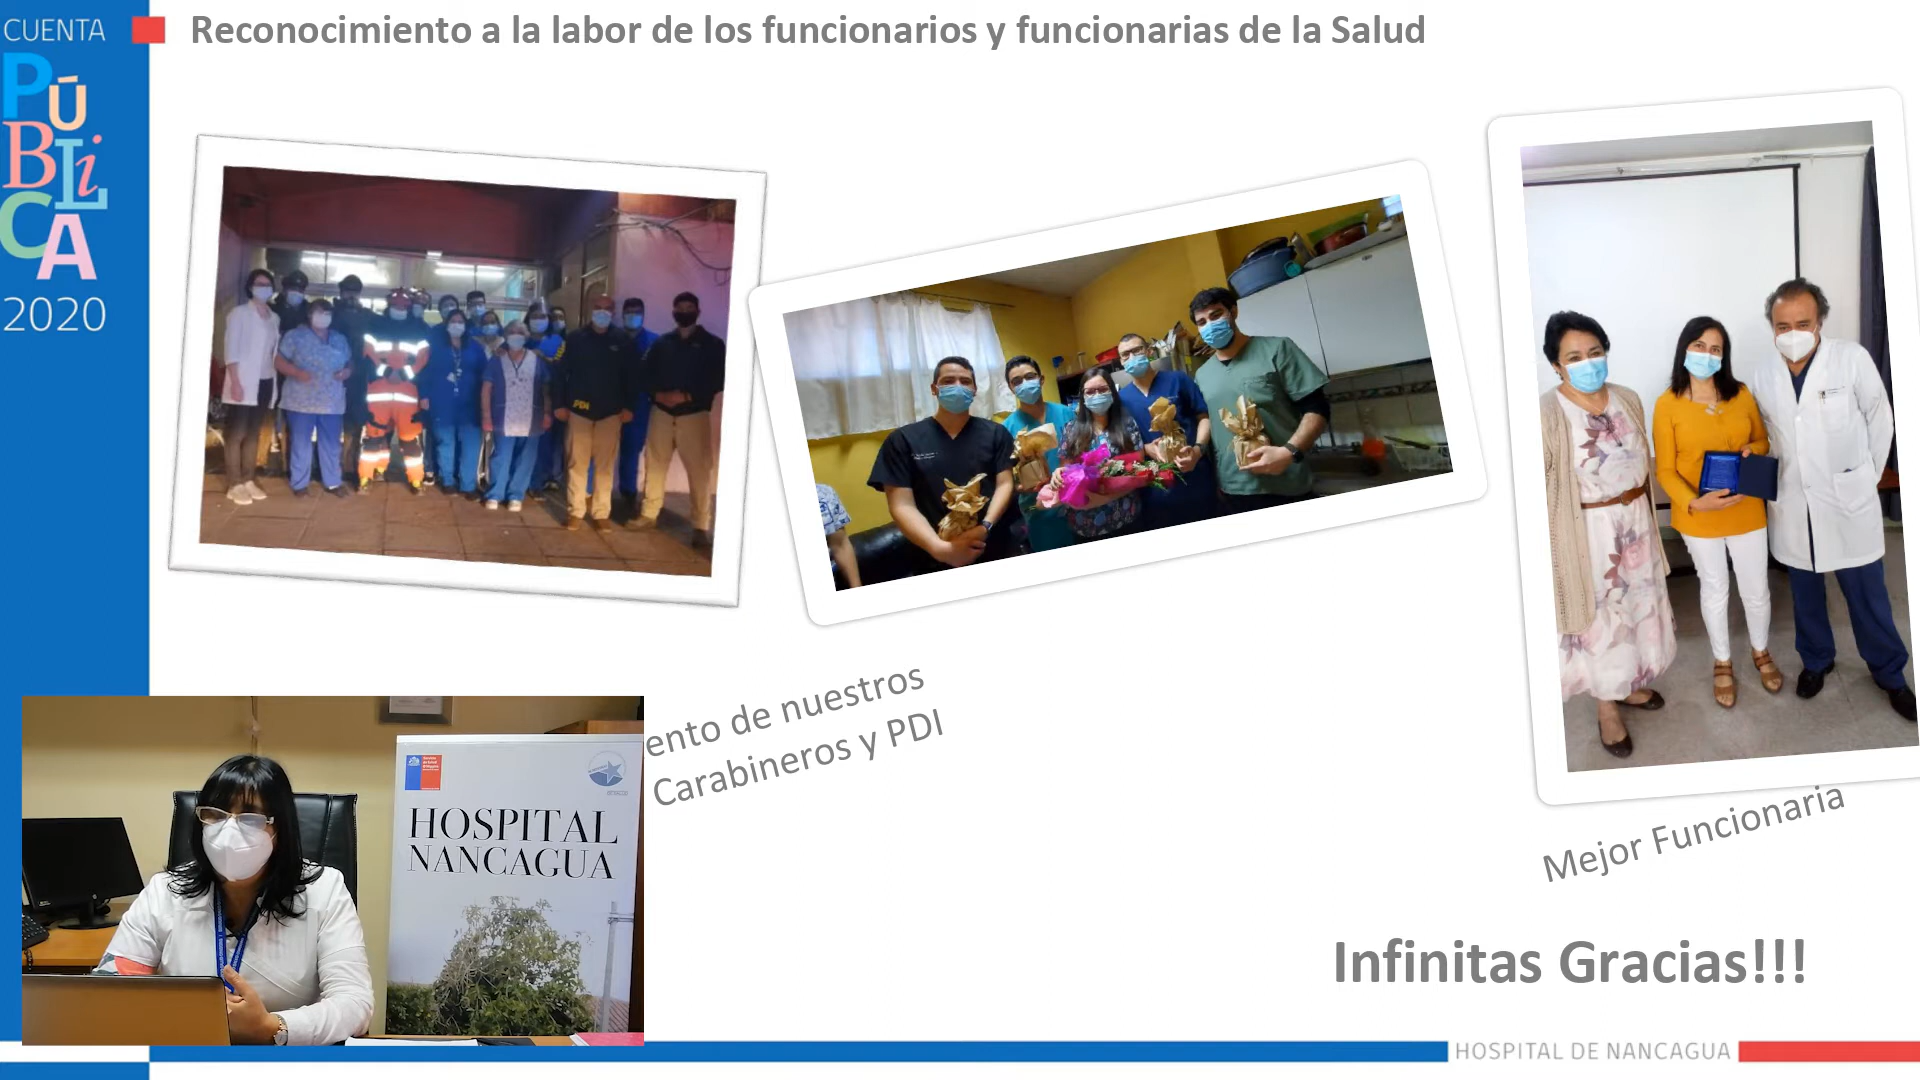 CUENTA
PÚBLiCA
2020
Reconocimiento a la labor de los funcionarios y funcionarias de la Salud
PDI
ento de nuestros
Carabineros y PDI
Mejor Funcionaria
Infinitas Gracias!!!
HOSPITAL
NANCAGUA
HOSPITAL DE NANCAGUA